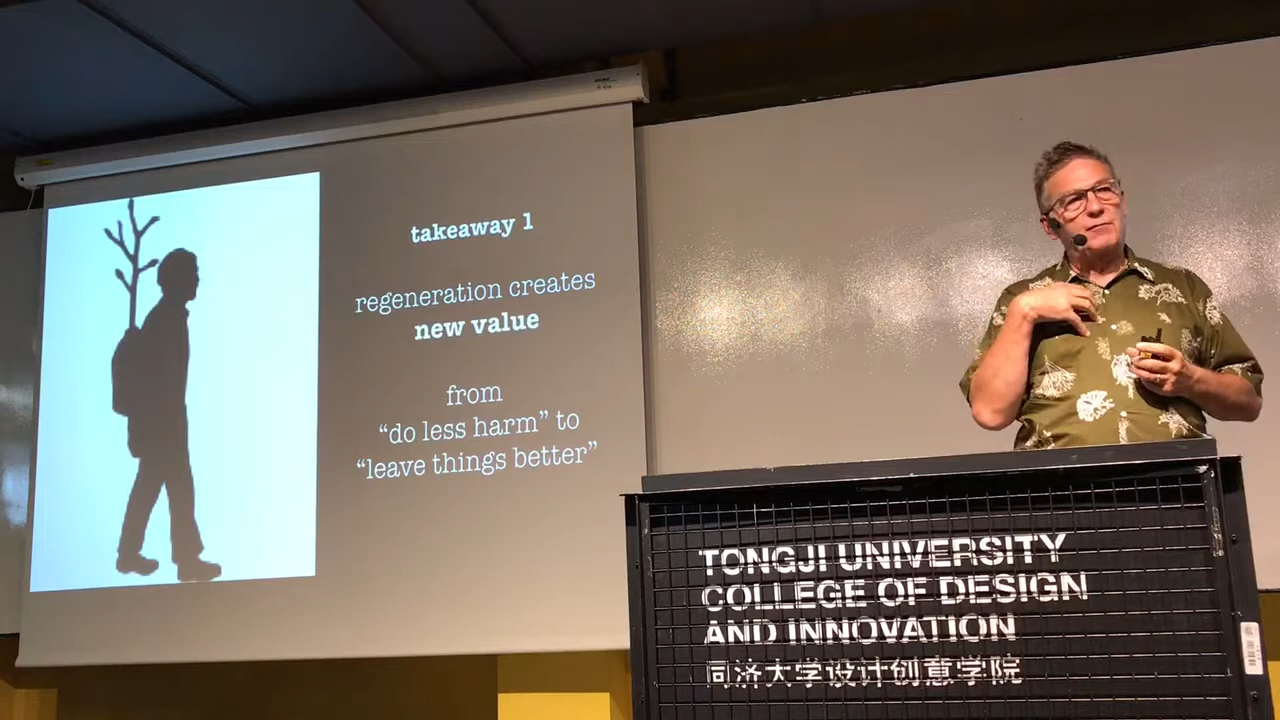 takeaway 1
regeneration creates
new value
from
“do less harm” to
“leave things better”
TONGJI UNIVERSITY
COLLEGE OF DESIGN
AND INNOVATION
同济大学设计创意学院